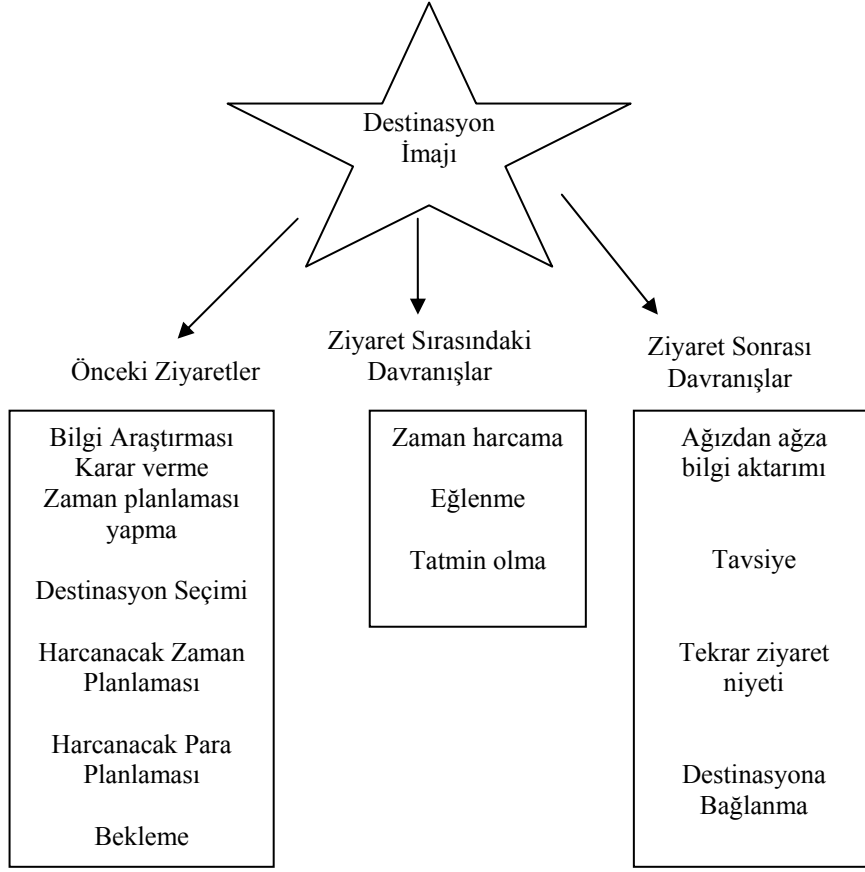 Destinasyon
İmajı
Önceki Ziyaretler
Bilgi Araştırması
Karar verme
Zaman planlaması
yapma
Destinasyon Seçimi
Harcanacak Zaman
Planlaması
Harcanacak Para
Planlaması
Bekleme
Ziyaret Sırasındaki
Davranışlar
Zaman harcama
Eğlenme
Tatmin olma
Ziyaret Sonrası
Davranışlar
Ağızdan ağza
bilgi aktarımı
Tavsiye
Tekrar ziyaret
niyeti
Destinasyona
Bağlanma